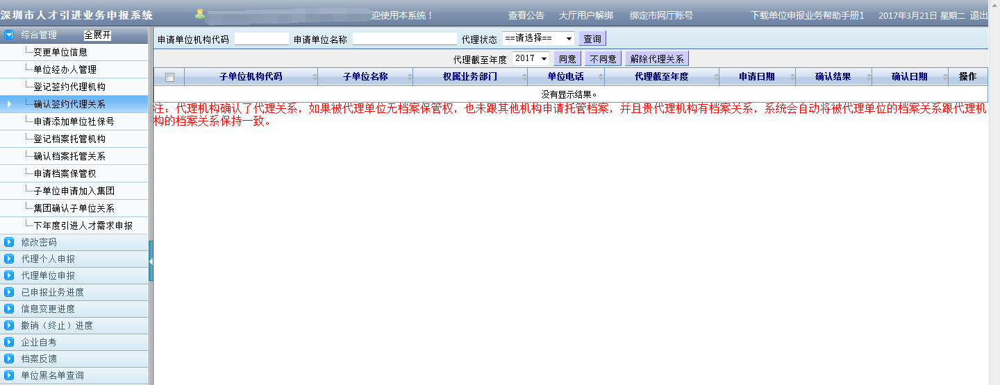 深圳市人才引进业务申报系统 迎使用本系统！ 查看公告 大厅用户解绑 绑定市网厅账号 下载单位申报业务帮助手册1 2017年3月21日 星期二 退出
综合管理 全展开
变更单位信息
单位经办人管理
登记签约代理机构
确认签约代理关系
申请添加单位社保号
登记档案托管机构
确认档案托管关系
申请档案保管权
子单位申请加入集团
集团确认子单位关系
下年度引进人才需求申报
修改密码
代理个人申报
代理单位申报
已申报业务进度
信息变更进度
撤销（终止）进度
企业自考
档案反馈
单位黑名单查询
申请单位机构代码 申请单位名称 代理状态 ==请选择== 查询
代理截至年度 2017 同意 不同意 解除代理关系
子单位机构代码 子单位名称 权属业务部门 单位电话 代理截至年度 申请日期 确认结果 确认日期 操作
没有显示结果。
注：代理机构确认了代理关系，如果被代理单位无档案保管权，也未跟其他机构申请托管档案，并且贵代理机构有档案关系，系统会自动将被代理单位的档案关系跟代理机
构的档案关系保持一致。